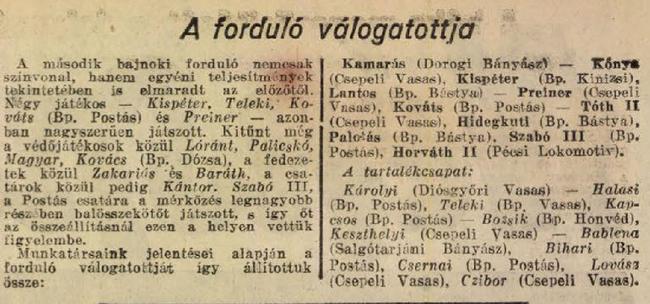 A forduló válogatottja
A második bajnoki forduló nemcsak
színvonal, hanem egyéni teljesítmények
tekintetében is elmaradt az előzőtől.
Négy játékos — Kispéter, Teleki, Ko-
váts (Bp. Postás) és Preiner — azon-
ban nagyszerűen játszott. Kitűnt még
a védőjátékosok közül Lóránt, Palicskó,
Magyar, Kovács (Bp. Dózsa), a fedeze-
tek közül Zakariás és Baráth, a csa-
tárok közül pedig Kántor. Szabó III,
a Postás csatára a mérkőzés legnagyobb
részében balösszekötőt játszott, s így őt
az összeállításnál ezen a helyen vettük
figyelembe.
Munkatársaink jelentései alapján a
forduló válogatottját így állítottuk
össze:
Kamarás (Dorogi Bányász) — Kónya
(Csepeli Vasas), Kispéter (Bp. Kinizsi),
Lantos (Bp. Bástya) — Preiner (Csepeli
Vasas), Kováts (Bp. Postás) — Tóth II
(Csepeli Vasas), Hidegkuti (Bp. Bástya),
Palotás (Bp. Bástya), Szabó III (Bp.
Postás), Horváth II (Pécsi Lokomotív).
A tartalékcsapat:
Károlyi (Diósgyőri Vasas) — Halasi
(Bp. Postás), Teleki (Bp. Vasas), Kap-
csos (Bp. Postás) — Bozsik (Bp. Honvéd),
Keszthelyi (Csepeli Vasas) — Bablena
(Salgótarjáni Bányász), Bihari (Bp.
Postás), Csernai (Bp. Postás), Lovász
(Csepeli Vasas), Czibor (Csepeli Vasas).